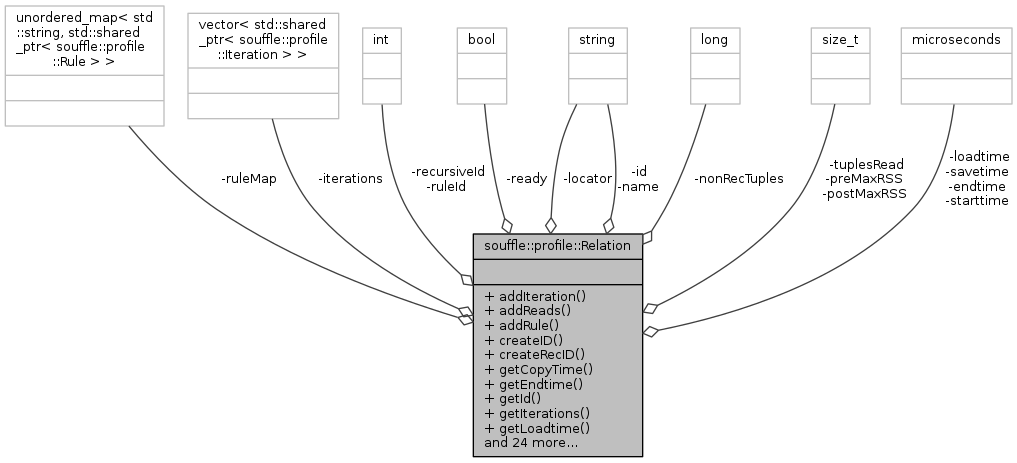 unordered_map< std
::string, std::shared
_ptr< souffle::profile
::Rule > >
vector< std::shared
_ptr< souffle::profile
::Iteration > >
int
bool
string
long
size_t
microseconds
-ruleMap
-iterations
-recursiveId
-ruleId
-ready
-locator
-id
-name
-nonRecTuples
-tuplesRead
-preMaxRSS
-postMaxRSS
-loadtime
-savetime
-endtime
-starttime
souffle::profile::Relation
+ addIteration()
+ addReads()
+ addRule()
+ createID()
+ createRecID()
+ getCopyTime()
+ getEndtime()
+ getId()
+ getIterations()
+ getLoadtime()
and 24 more...